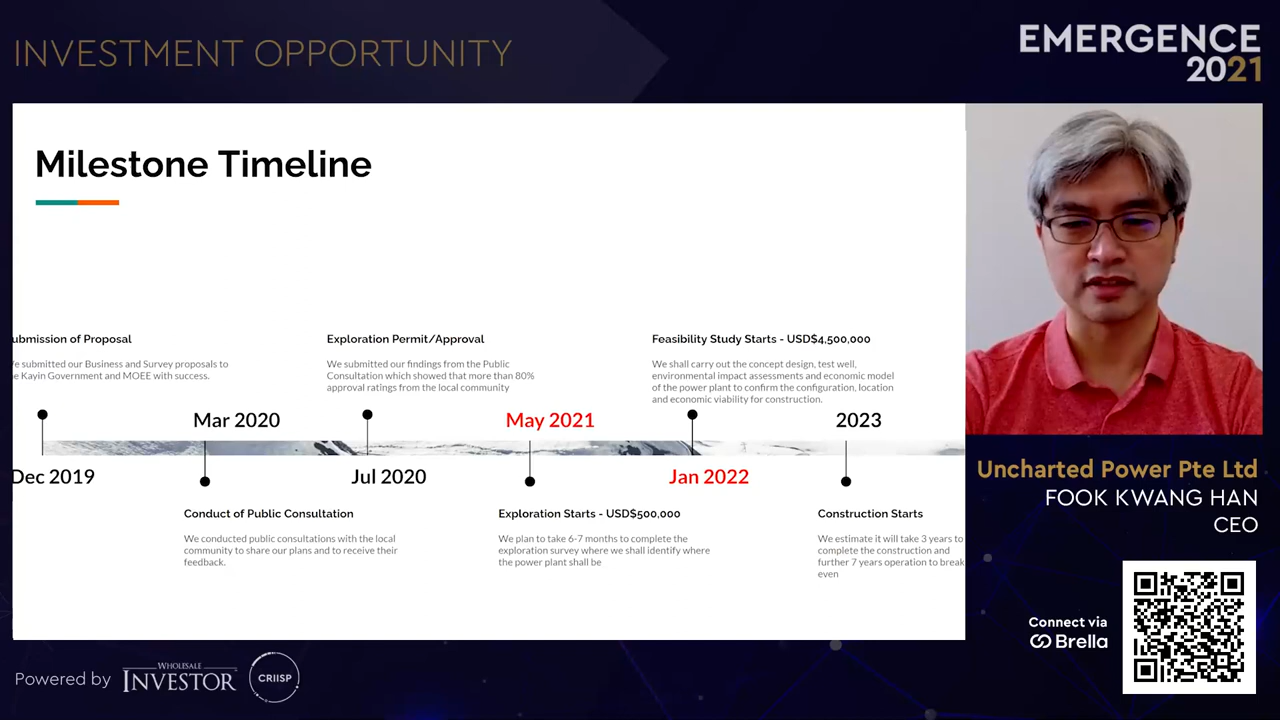 INVESTMENT OPPORTUNITY
EMERGENCE
2021
Milestone Timeline
ubmission of Proposal
e submitted our Business and Survey proposals to
e Kayin Government and MOEE with success.
Exploration Permit/Approval
We submitted our findings from the Public
Consultation which showed that more than 80%
approval ratings from the local community
Feasibility Study Starts - USD$4,500,000
We shall carry out the concept design, test well,
environmental impact assessments and economic model
of the power plant to confirm the configuration, location
and economic viability for construction.
Mar 2020
May 2021
2023
Dec 2019
Jul 2020
Jan 2022
Conduct of Public Consultation
We conducted public consultations with the local
community to share our plans and to receive their
feedback.
Exploration Starts - USD$500,000
We plan to take 6-7 months to complete the
exploration survey where we shall identify where
the power plant shall be
Construction Starts
We estimate it will take 3 years to
complete the construction and
further 7 years operation to break
even
Uncharted Power Pte Ltd
FOOK KWANG HAN
CEO
Connect via
Brella
Powered by
WHOLESALE
INVESTOR
CRIISP